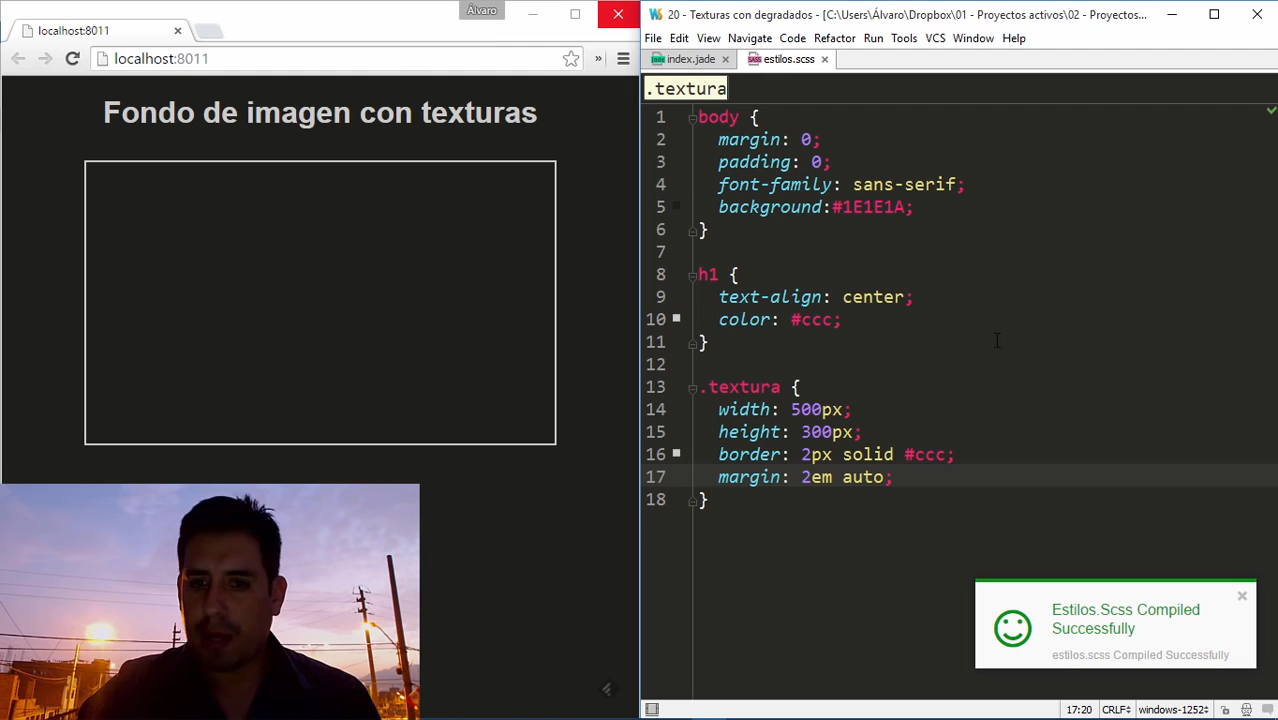 Álvaro
localhost:8011
localhost:8011
Fondo de imagen con texturas
20 - Texturas con degradados - [C:\Users\Álvaro\Dropbox\01 - Proyectos activos\02 - Proyectos...
File Edit View Navigate Code Refactor Run Tools VCS Window Help
index.jade
estilos.scss
.textura
1 body {
2 margin: 0;
3 padding: 0;
4 font-family: sans-serif;
5 background:#1E1E1A;
6 }
7
8 h1 {
9 text-align: center;
10 color: #ccc;
11 }
12
13 .textura {
14 width: 500px;
15 height: 300px;
16 border: 2px solid #ccc;
17 margin: 2em auto;
18 }
Estilos.Scss Compiled
Successfully
estilos.scss Compiled Successfully
17:20 CRLF windows-1252